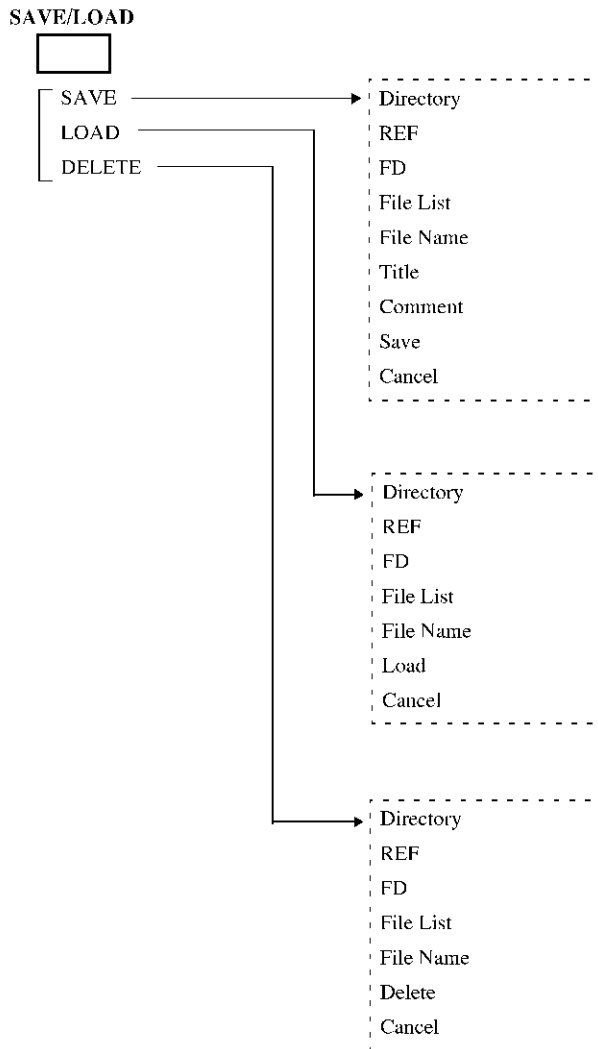 SAVE/LOAD
SAVE
LOAD
DELETE
Directory
REF
FD
File List
File Name
Title
Comment
Save
Cancel
Directory
REF
FD
File List
File Name
Load
Cancel
Directory
REF
FD
File List
File Name
Delete
Cancel